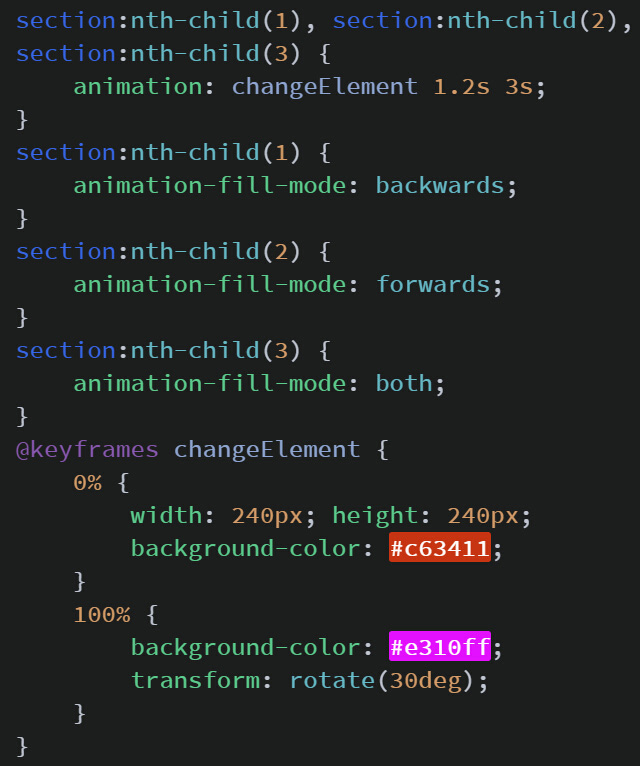 section:nth-child(1), section:nth-child(2),
section:nth-child(3) {
    animation: changeElement 1.2s 3s;
}
section:nth-child(1) {
    animation-fill-mode: backwards;
}
section:nth-child(2) {
    animation-fill-mode: forwards;
}
section:nth-child(3) {
    animation-fill-mode: both;
}
@keyframes changeElement {
    0% {
        width: 240px; height: 240px;
        background-color: #c63411;
    }
    100% {
        background-color: #e310ff;
        transform: rotate(30deg);
    }
}